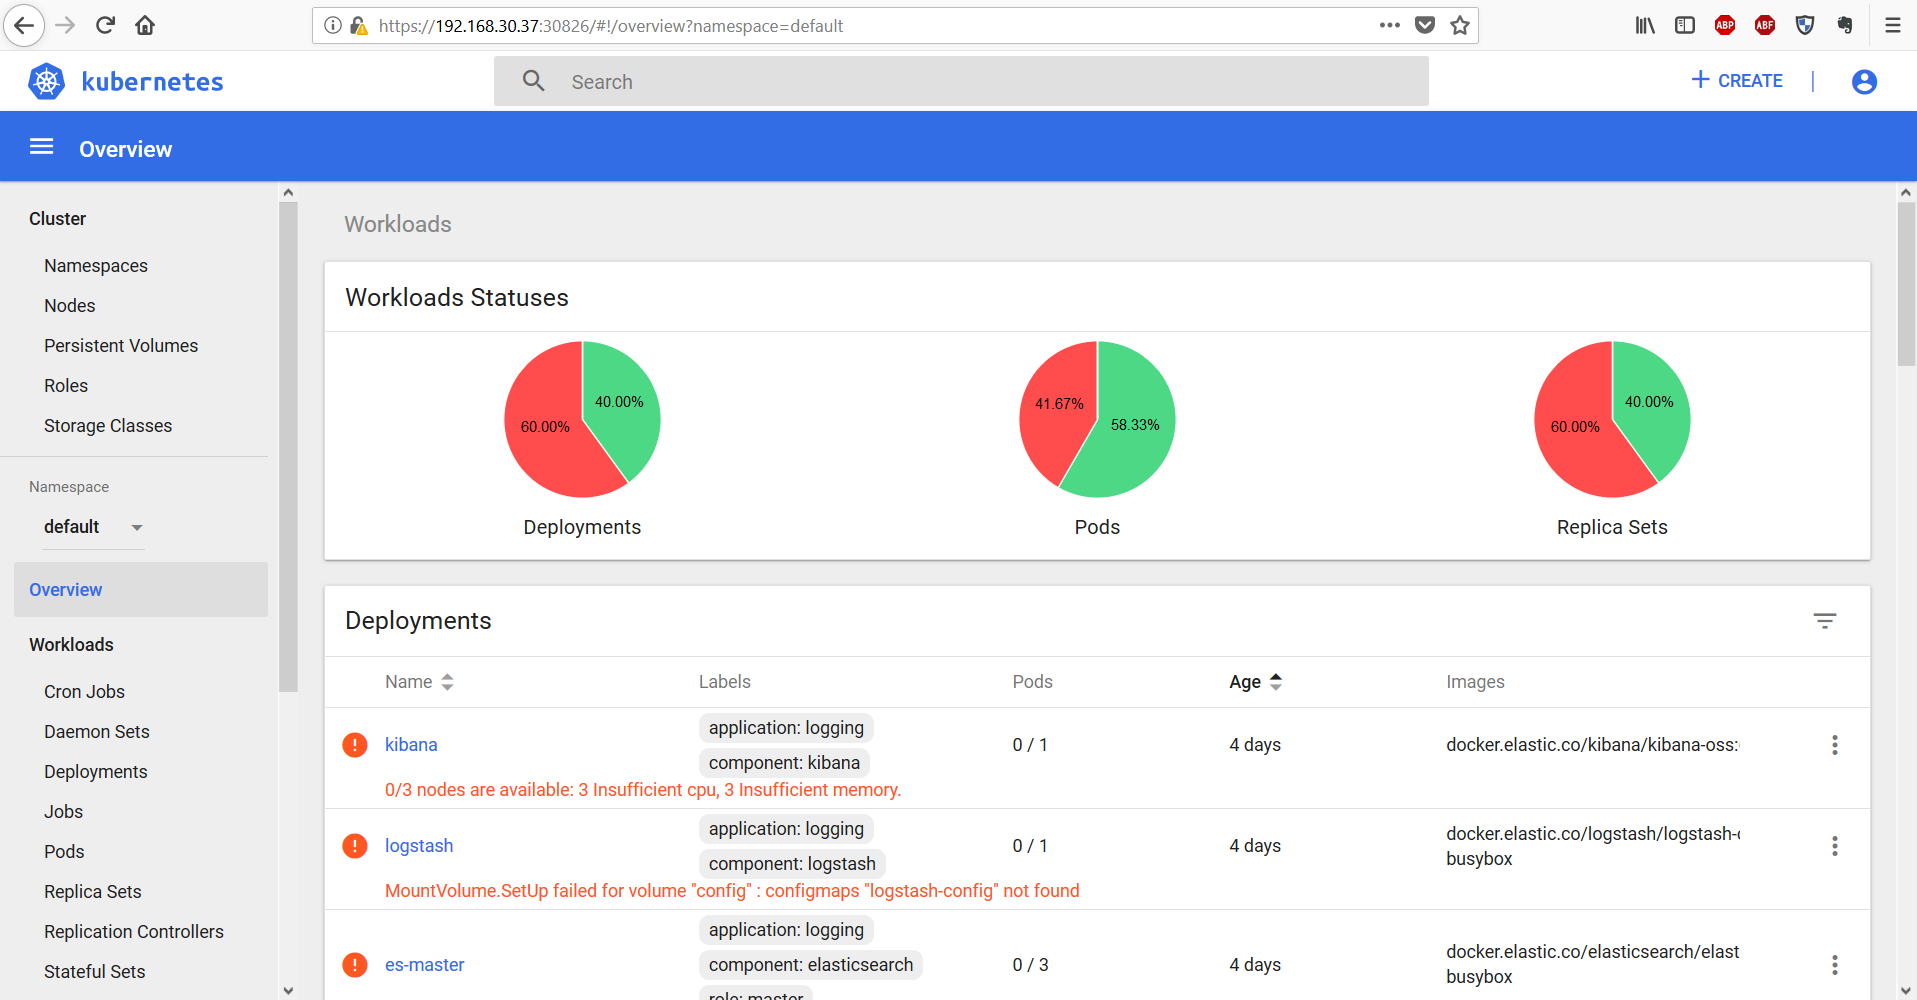 https://192.168.30.37:30826/#!/overview?namespace=default
ABP
ABF
kubernetes
Search
+ CREATE
Overview
Cluster
Namespaces
Nodes
Persistent Volumes
Roles
Storage Classes
Namespace
default
Overview
Workloads
Cron Jobs
Daemon Sets
Deployments
Jobs
Pods
Replica Sets
Replication Controllers
Stateful Sets
Workloads
Workloads Statuses
40.00%
60.00%
Deployments
41.67%
58.33%
Pods
40.00%
60.00%
Replica Sets
Deployments
Name Labels Pods Age Images
kibana
application: logging
component: kibana
0 / 1
4 days
docker.elastic.co/kibana/kibana-oss:
0/3 nodes are available: 3 Insufficient cpu, 3 Insufficient memory.
logstash
application: logging
component: logstash
0 / 1
4 days
docker.elastic.co/logstash/logstash-
busybox
MountVolume.SetUp failed for volume "config" : configmaps "logstash-config" not found
es-master
application: logging
component: elasticsearch
role: master
0 / 3
4 days
docker.elastic.co/elasticsearch/elast
busybox